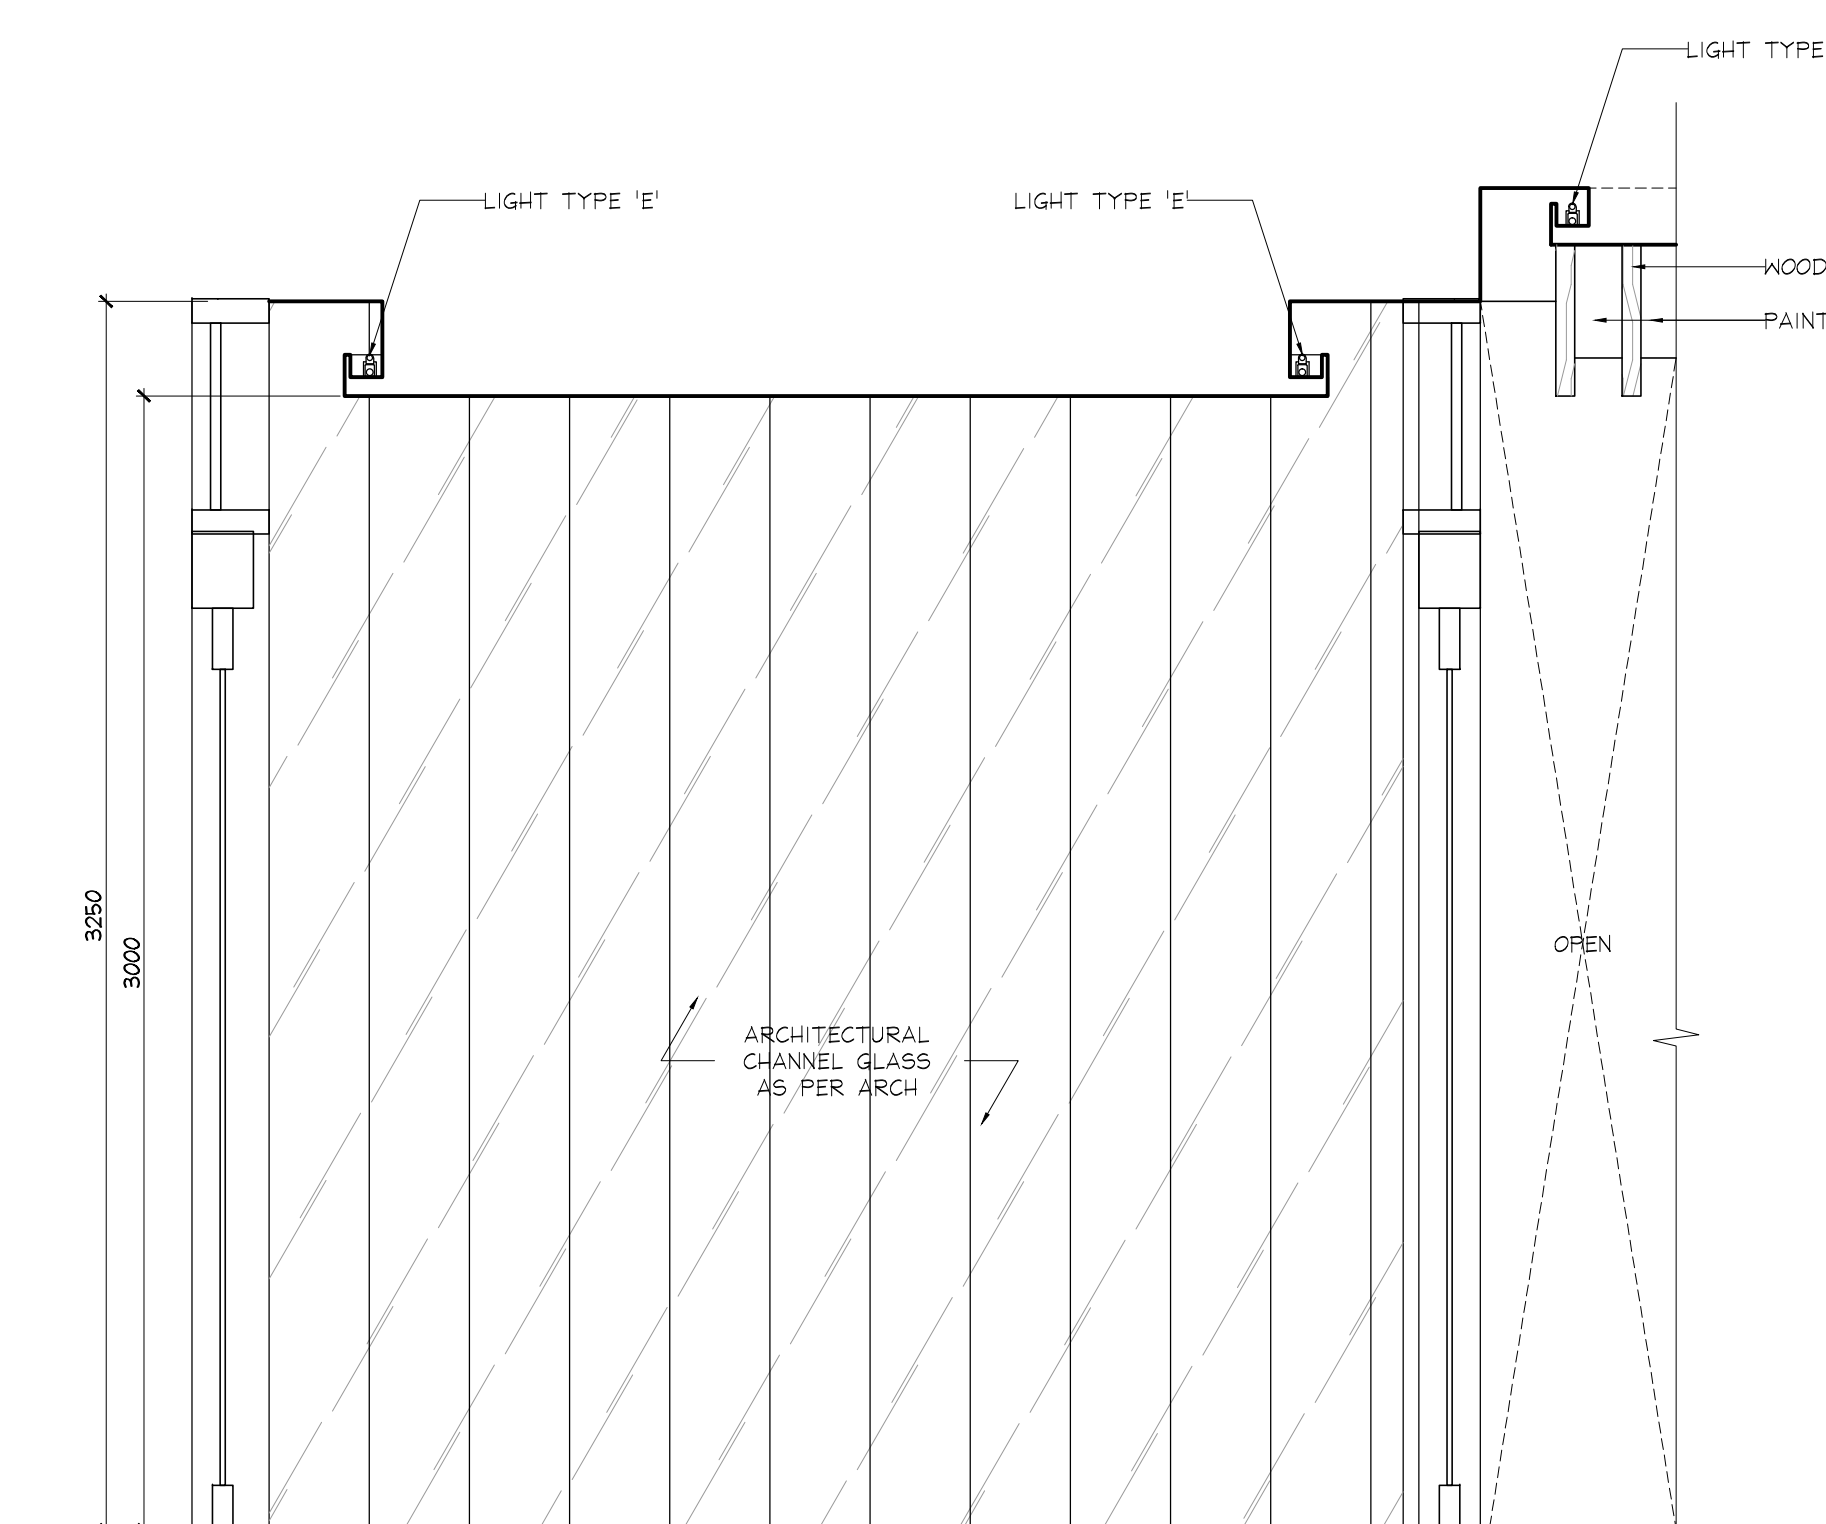 LIGHT TYPE
LIGHT TYPE 'E'
LIGHT TYPE 'E'
WOOD
PAINT
3250
3000
OPEN
ARCHITECTURAL
CHANNEL GLASS
AS PER ARCH